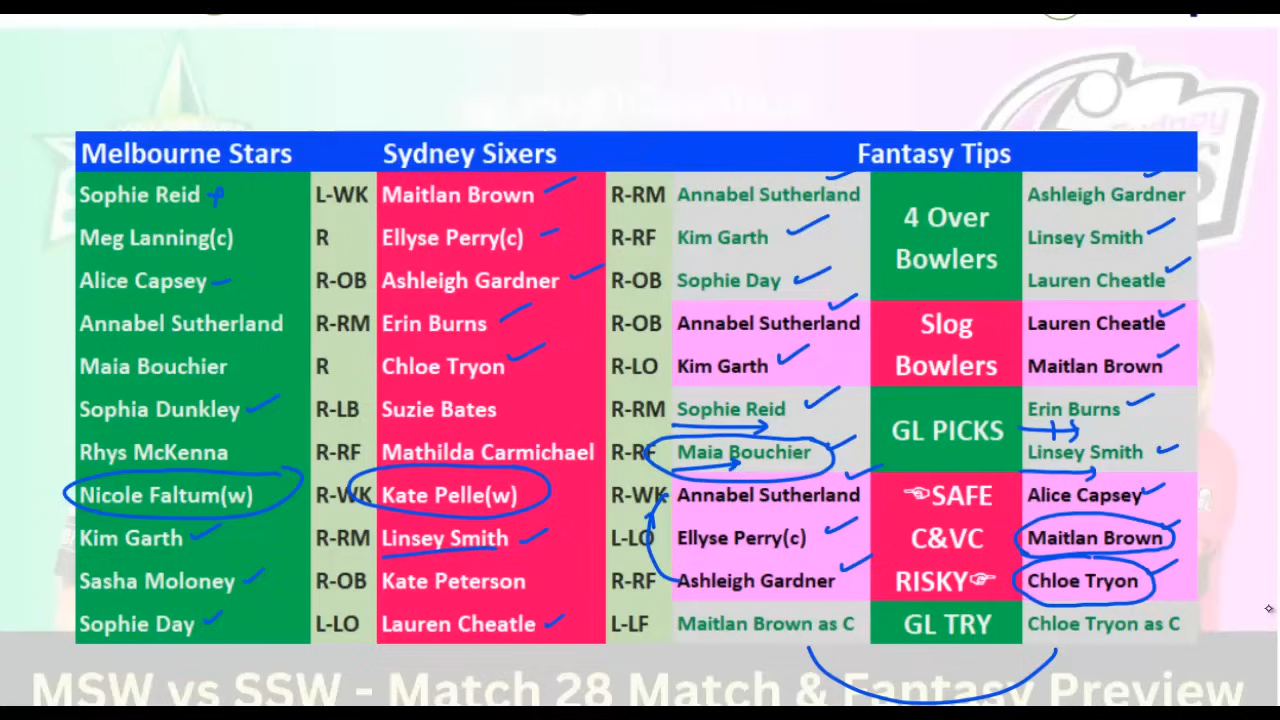 Melbourne Stars Sydney Sixers Fantasy Tips
Sophie Reid L-WK Maitlan Brown R-RM Annabel Sutherland 4 Over Bowlers Ashleigh Gardner
Meg Lanning(c) R Ellyse Perry(c) R-RF Kim Garth Linsey Smith
Alice Capsey R-OB Ashleigh Gardner R-OB Sophie Day Lauren Cheatle
Annabel Sutherland R-RM Erin Burns R-OB Annabel Sutherland Slog Bowlers Lauren Cheatle
Maia Bouchier R Chloe Tryon R-LO Kim Garth Maitlan Brown
Sophia Dunkley R-LB Suzie Bates R-RM Sophie Reid GL PICKS Erin Burns
Rhys McKenna R-RF Mathilda Carmichael R-RF Maia Bouchier Linsey Smith
Nicole Faltum(w) R-WK Kate Pelle(w) R-WK Annabel Sutherland ☜SAFE Alice Capsey
Kim Garth R-RM Linsey Smith L-LO Ellyse Perry(c) C&VC Maitlan Brown
Sasha Moloney R-OB Kate Peterson R-RF Ashleigh Gardner RISKY☞ Chloe Tryon
Sophie Day L-LO Lauren Cheatle L-LF Maitlan Brown as C GL TRY Chloe Tryon as C
MSW vs SSW - Match 28 Match & Fantasy Preview